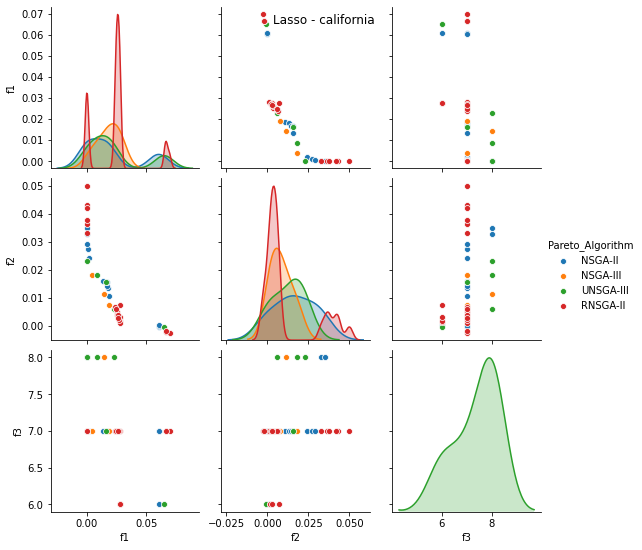 Lasso - california
0.07
0.06
0.05
0.04
0.03
0.02
0.01
0.00
f1
0.05
0.04
0.03
0.02
0.01
0.00
f2
Pareto_Algorithm
NSGA-II
NSGA-III
UNSGA-III
RNSGA-II
8.0
7.5
7.0
6.5
6.0
f3
0.00 0.05
−0.025 0.000 0.025 0.050
6 8
f1 f2 f3